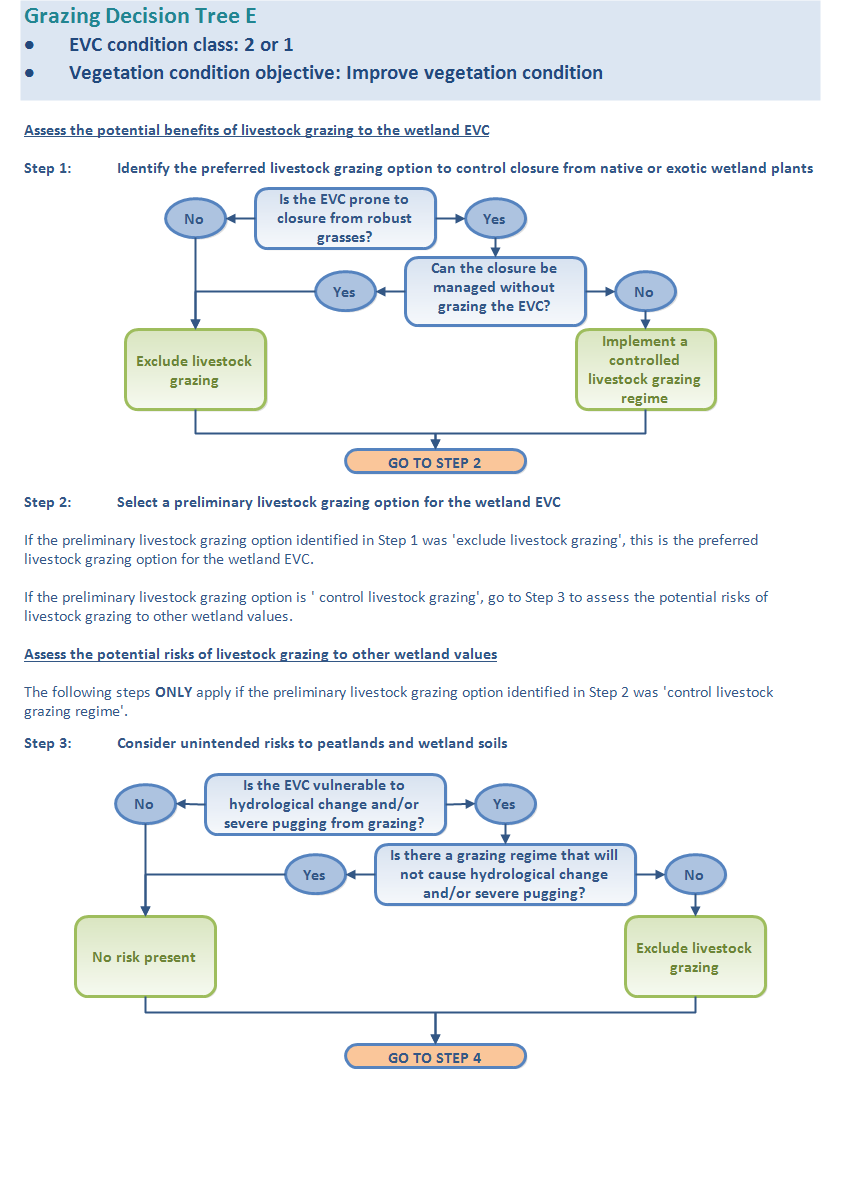 Grazing Decision Tree E
• EVC condition class: 2 or 1
• Vegetation condition objective: Improve vegetation condition
Assess the potential benefits of livestock grazing to the wetland EVC
Step 1: Identify the preferred livestock grazing option to control closure from native or exotic wetland plants
Is the EVC prone to
closure from robust
grasses?
No
Yes
Can the closure be
managed without
grazing the EVC?
Yes
No
Exclude livestock
grazing
Implement a
controlled
livestock grazing
regime
GO TO STEP 2
Step 2: Select a preliminary livestock grazing option for the wetland EVC
If the preliminary livestock grazing option identified in Step 1 was 'exclude livestock grazing', this is the preferred
livestock grazing option for the wetland EVC.
If the preliminary livestock grazing option is ' control livestock grazing', go to Step 3 to assess the potential risks of
livestock grazing to other wetland values.
Assess the potential risks of livestock grazing to other wetland values
The following steps ONLY apply if the preliminary livestock grazing option identified in Step 2 was 'control livestock
grazing regime'.
Step 3: Consider unintended risks to peatlands and wetland soils
Is the EVC vulnerable to
hydrological change and/or
severe pugging from grazing?
No
Yes
Is there a grazing regime that will
not cause hydrological change
and/or severe pugging?
Yes
No
No risk present
Exclude livestock
grazing
GO TO STEP 4